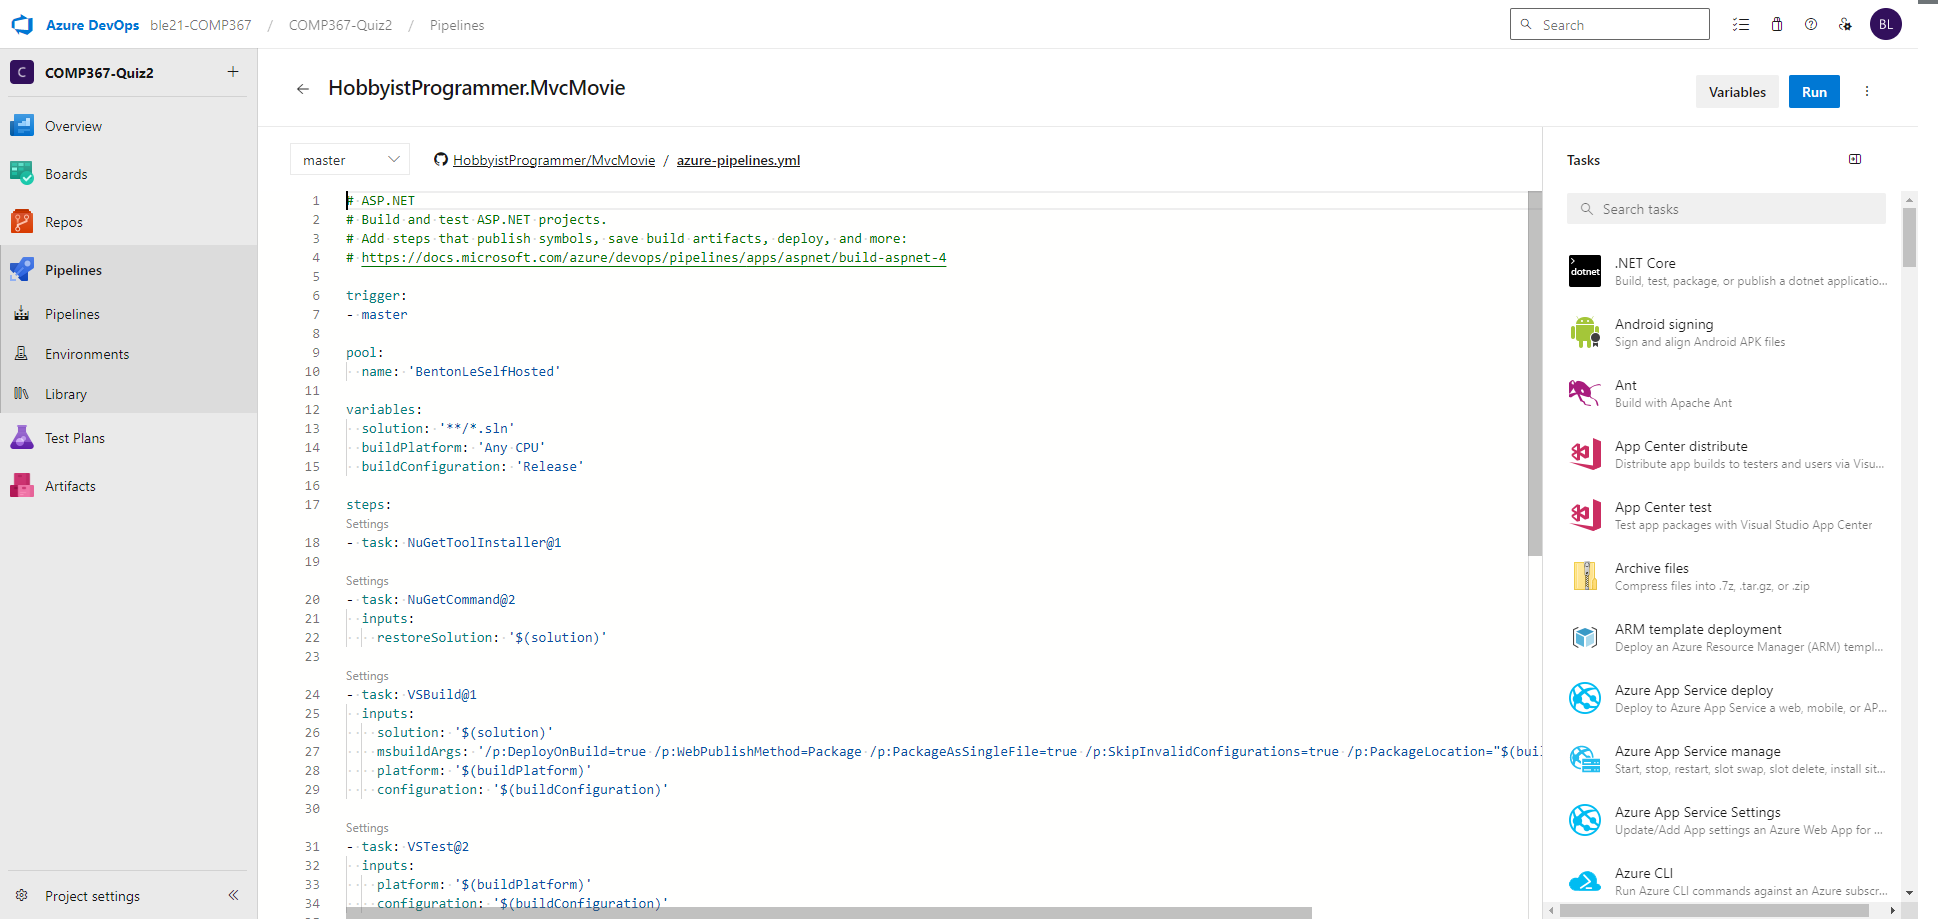 Azure DevOps ble21-COMP367 / COMP367-Quiz2 / Pipelines
Search
BL
C COMP367-Quiz2 +
Overview
Boards
Repos
Pipelines
Pipelines
Environments
Library
Test Plans
Artifacts
Project settings
HobbyistProgrammer.MvcMovie
Variables
Run
master
HobbyistProgrammer/MvcMovie / azure-pipelines.yml
1 # ASP.NET
2 # Build and test ASP.NET projects.
3 # Add steps that publish symbols, save build artifacts, deploy, and more:
4 # https://docs.microsoft.com/azure/devops/pipelines/apps/aspnet/build-aspnet-4
5
6 trigger:
7 - master
8
9 pool:
10 name: 'BentonLeSelfHosted'
11
12 variables:
13 solution: '**/*.sln'
14 buildPlatform: 'Any CPU'
15 buildConfiguration: 'Release'
16
17 steps:
Settings
18 - task: NuGetToolInstaller@1
19
Settings
20 - task: NuGetCommand@2
21 inputs:
22 restoreSolution: '$(solution)'
23
Settings
24 - task: VSBuild@1
25 inputs:
26 solution: '$(solution)'
27 msbuildArgs: '/p:DeployOnBuild=true /p:WebPublishMethod=Package /p:PackageAsSingleFile=true /p:SkipInvalidConfigurations=true /p:PackageLocation="$(buil
28 platform: '$(buildPlatform)'
29 configuration: '$(buildConfiguration)'
30
Settings
31 - task: VSTest@2
32 inputs:
33 platform: '$(buildPlatform)'
34 configuration: '$(buildConfiguration)'
Tasks
Search tasks
dotnet
.NET Core
Build, test, package, or publish a dotnet applicatio...
Android signing
Sign and align Android APK files
Ant
Build with Apache Ant
App Center distribute
Distribute app builds to testers and users via Visu...
App Center test
Test app packages with Visual Studio App Center
Archive files
Compress files into .7z, .tar.gz, or .zip
ARM template deployment
Deploy an Azure Resource Manager (ARM) templ...
Azure App Service deploy
Deploy to Azure App Service a web, mobile, or AP...
Azure App Service manage
Start, stop, restart, slot swap, slot delete, install sit...
Azure App Service Settings
Update/Add App settings an Azure Web App for ...
Azure CLI
Run Azure CLI commands against an Azure subscr...